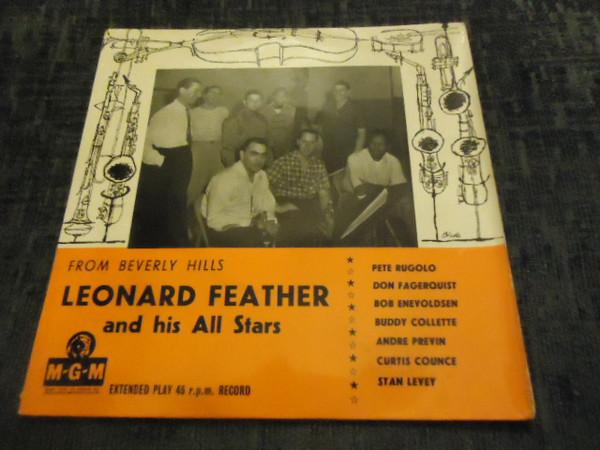 FROM BEVERLY HILLS
LEONARD FEATHER
and his All Stars
M-G-M
EXTENDED PLAY 45 r.p.m. RECORD
PETE RUGOLO
DON FAGERQUIST
BOB ENEVOLDSEN
BUDDY COLLETTE
ANDRE PREVIN
CURTIS COUNCE
STAN LEVEY